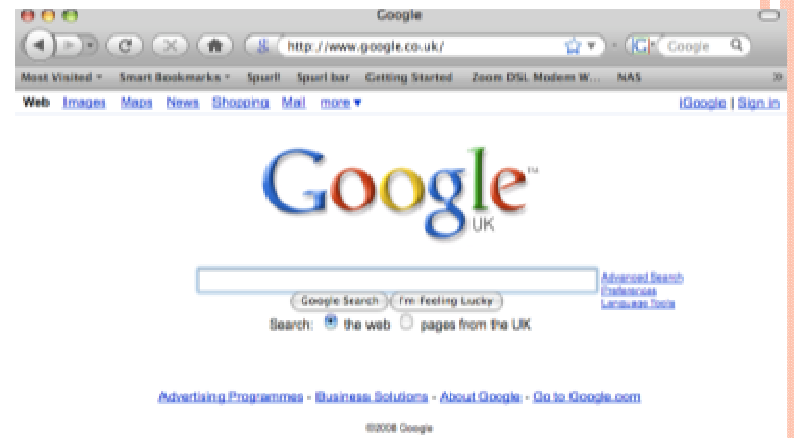 Google
http://www.google.co.uk/ Google
Most Visited Smart Bookmarks Spurl! Spurl bar Getting Started Zoom DSL Modem W... NAS
Web Images Maps News Shopping Mail more iGoogle | Sign in
Google™
UK
Advanced Search
Preferences
Language Tools
Google Search I'm Feeling Lucky
Search: the web pages from the UK
Advertising Programmes - Business Solutions - About Google - Go to Google.com
©2008 Google